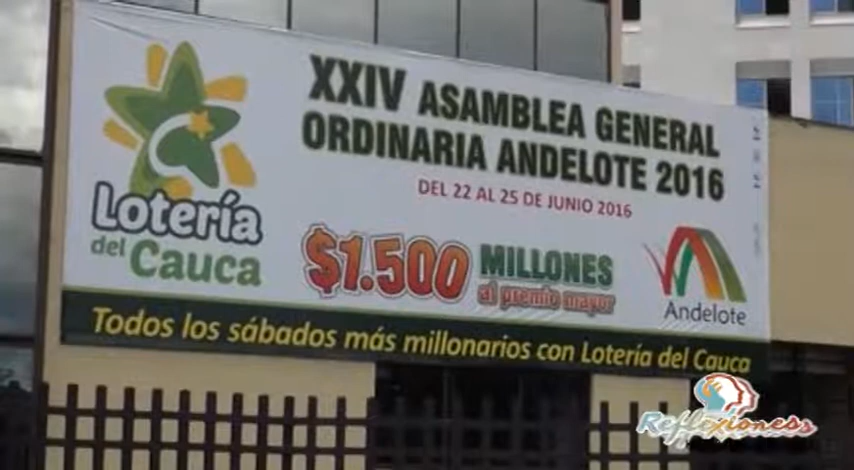 XXIV ASAMBLEA GENERAL
ORDINARIA ANDELOTE 2016
DEL 22 AL 25 DE JUNIO 2016
Lotería
del Cauca
$1.500 MILLONES
al premio mayor
Andelote
Todos los sábados más millonarios con Lotería del Cauca
Reflexioness